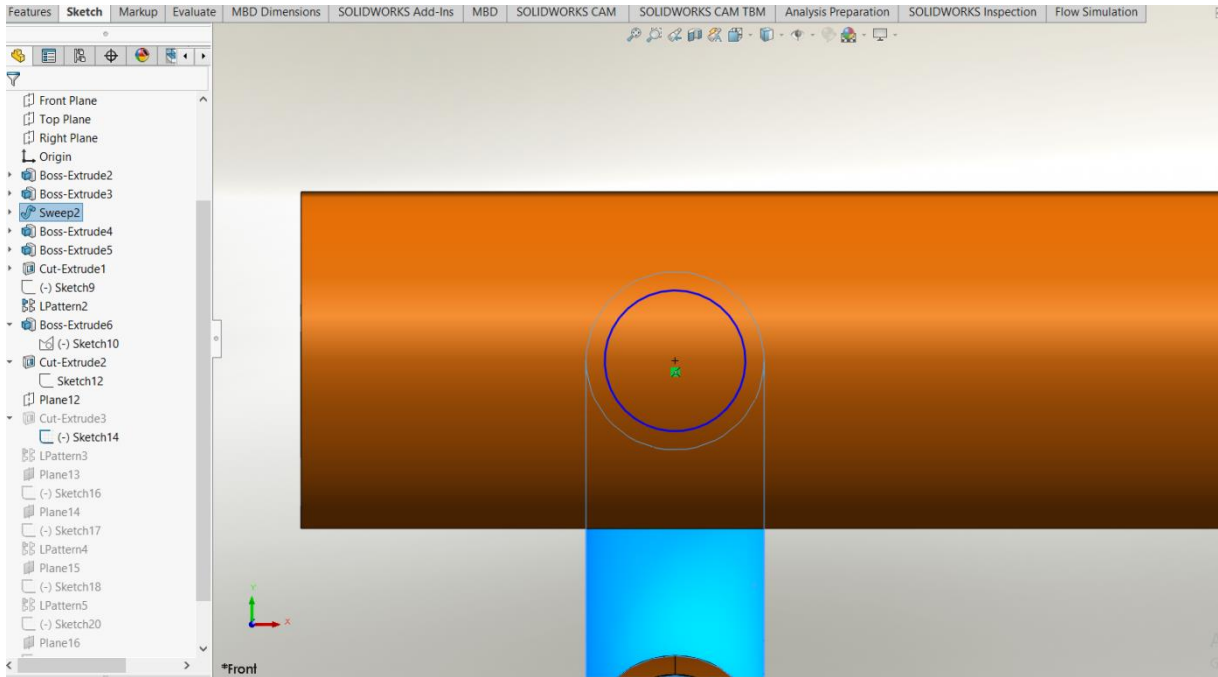 Features Sketch Markup Evaluate MBD Dimensions SOLIDWORKS Add-Ins MBD SOLIDWORKS CAM SOLIDWORKS CAM TBM Analysis Preparation SOLIDWORKS Inspection Flow Simulation
Front Plane
Top Plane
Right Plane
Origin
Boss-Extrude2
Boss-Extrude3
Sweep2
Boss-Extrude4
Boss-Extrude5
Cut-Extrude1
(-) Sketch9
LPattern2
Boss-Extrude6
(-) Sketch10
Cut-Extrude2
Sketch12
Plane12
Cut-Extrude3
(-) Sketch14
LPattern3
Plane13
(-) Sketch16
Plane14
(-) Sketch17
LPattern4
Plane15
(-) Sketch18
LPattern5
(-) Sketch20
Plane16
Y
X
*Front